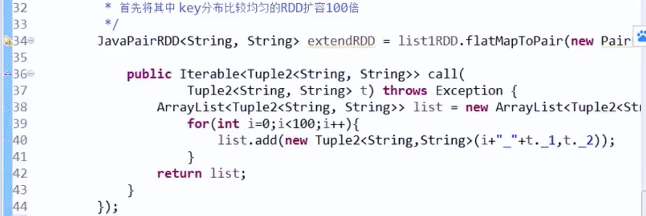 32 * 首先将其中 key分布比较均匀的RDD扩容100倍
33 */
34 JavaPairRDD<String, String> extendRDD = list1RDD.flatMapToPair(new Pair
35
36 public Iterable<Tuple2<String, String>> call(
37 Tuple2<String, String> t) throws Exception {
38 ArrayList<Tuple2<String, String>> list = new ArrayList<Tuple2<St
39 for(int i=0;i<100;i++){
40 list.add(new Tuple2<String,String>(i+"_"+t._1,t._2));
41 }
42 return list;
43 }
44 });